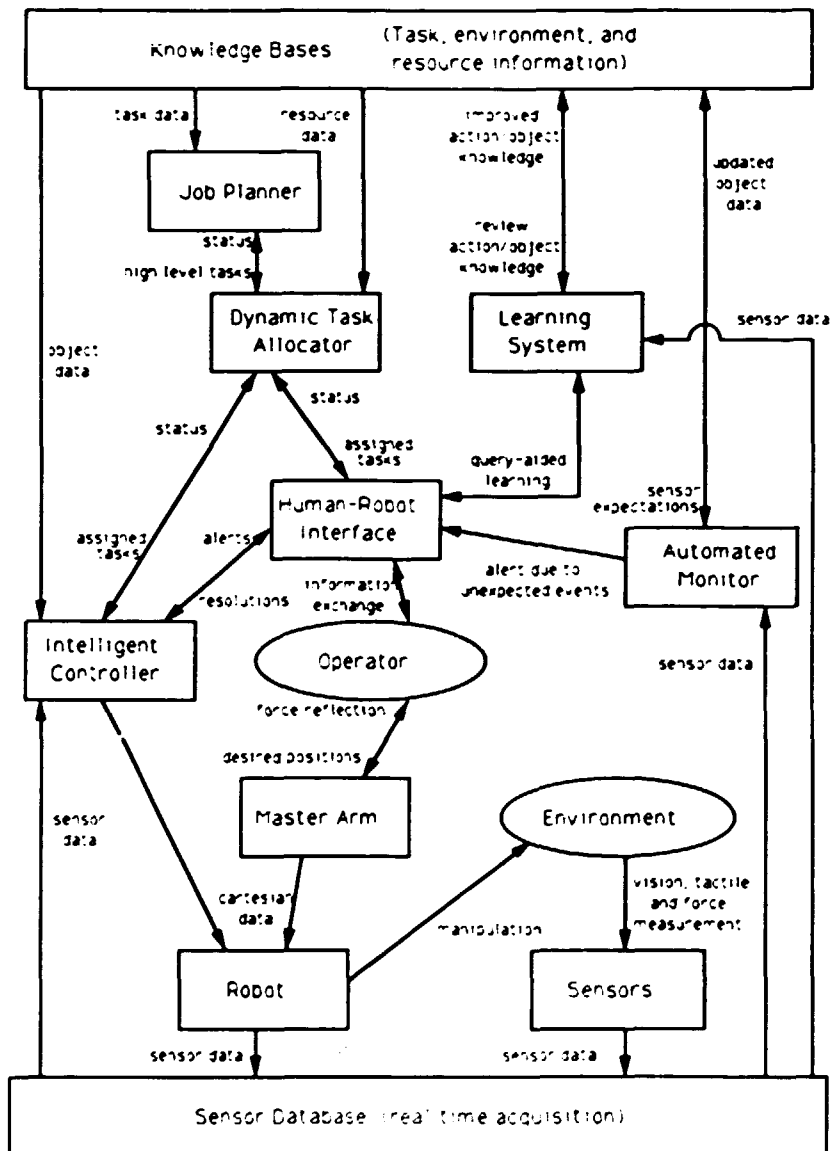 Knowledge Bases
(Task, environment, and
resource information)
task data
resource
data
improved
action/object
knowledge
updated
object
data
Job Planner
status
high level tasks
review
action/object
knowledge
Dynamic Task
Allocator
Learning
System
sensor data
object
data
status
status
assigned
tasks
query-aided
learning
sensor
expectations
Human-Robot
Interface
Automated
Monitor
assigned
tasks
alerts
resolutions
information
exchange
alert due to
unexpected events
Intelligent
Controller
Operator
sensor data
force reflection
desired positions
Master Arm
Environment
sensor
data
cartesian
data
manipulation
vision, tactile
and force
measurement
Robot
Sensors
sensor data
sensor data
Sensor Database (real time acquisition)